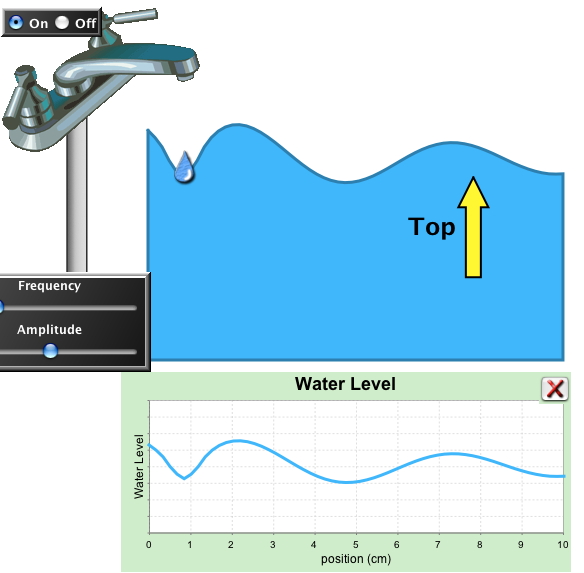 On Off
Top
Frequency
Amplitude
Water Level
Water Level
0 1 2 3 4 5 6 7 8 9 10
position (cm)